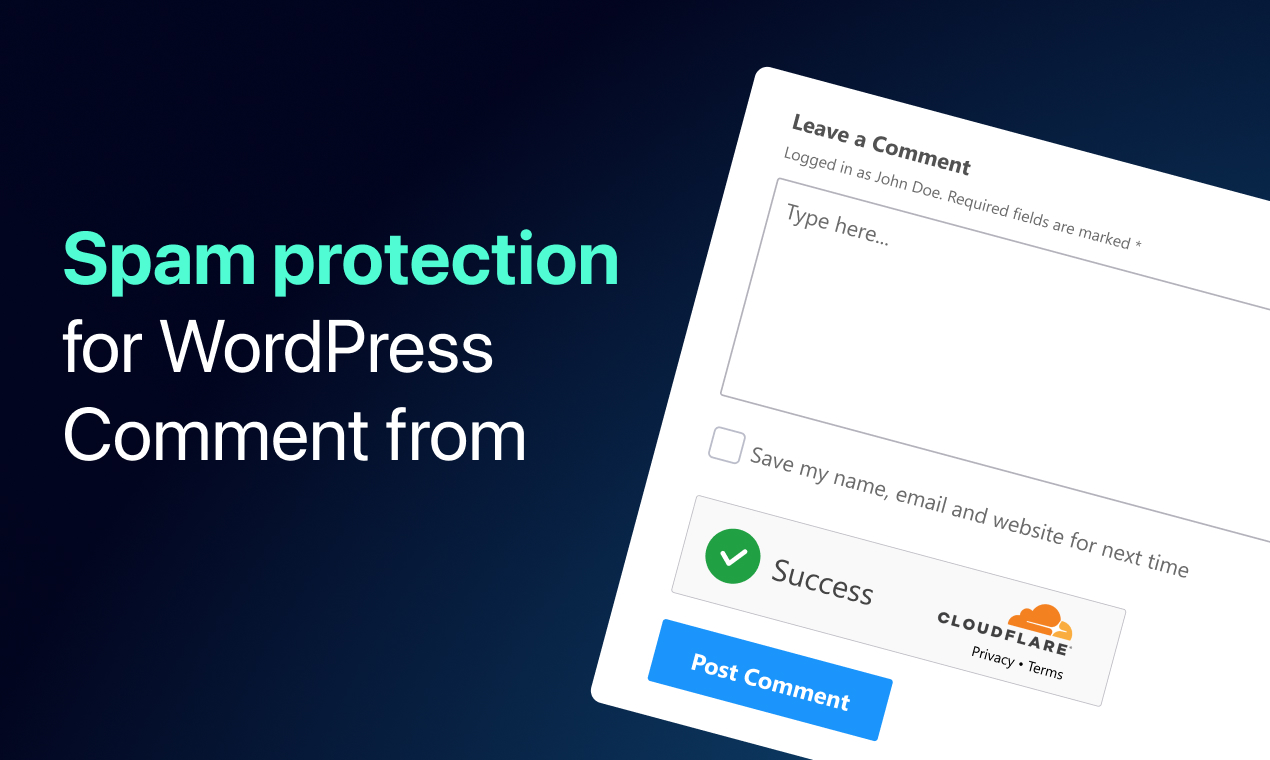 Spam protection
for WordPress
Comment from
Leave a Comment
Logged in as John Doe. Required fields are marked *
Type here...
Save my name, email and website for next time
Success
CLOUDFLARE
Privacy • Terms
Post Comment